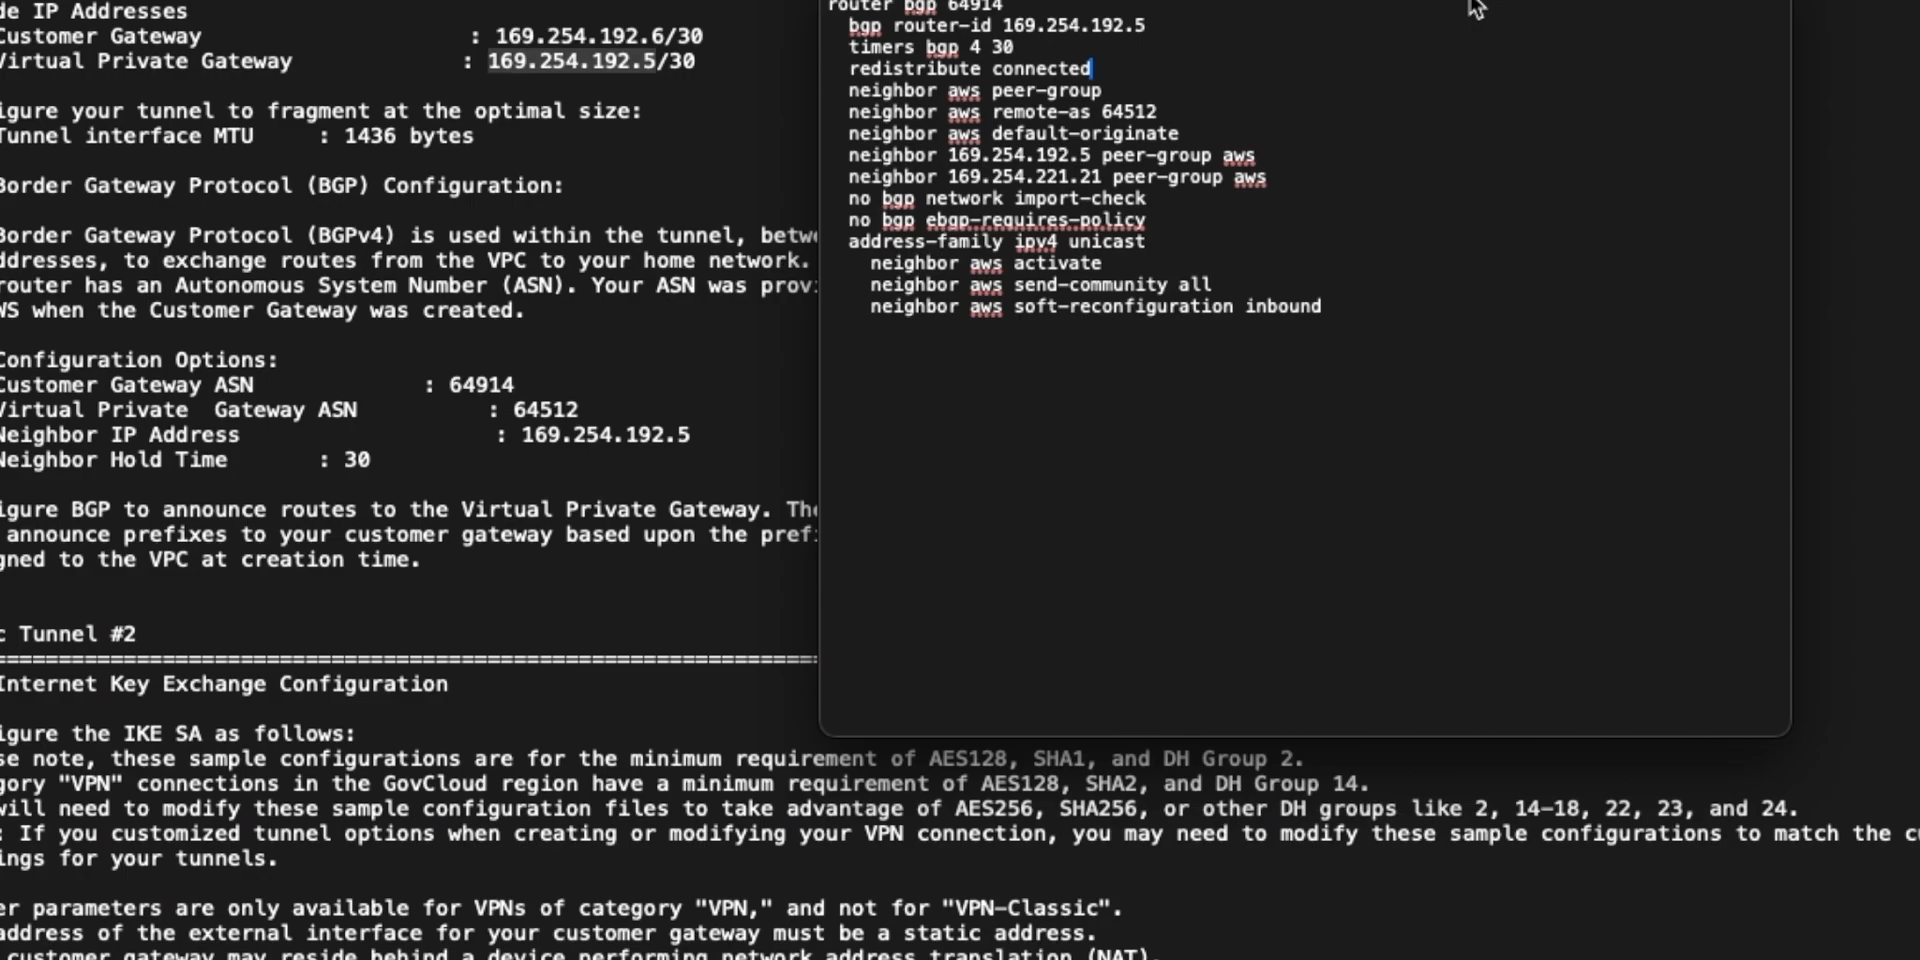 de IP Addresses
Customer Gateway : 169.254.192.6/30
Virtual Private Gateway : 169.254.192.5/30
igure your tunnel to fragment at the optimal size:
Tunnel interface MTU : 1436 bytes
Border Gateway Protocol (BGP) Configuration:
Border Gateway Protocol (BGPv4) is used within the tunnel, betw
ddresses, to exchange routes from the VPC to your home network.
router has an Autonomous System Number (ASN). Your ASN was prov
WS when the Customer Gateway was created.
Configuration Options:
Customer Gateway ASN : 64914
Virtual Private Gateway ASN : 64512
Neighbor IP Address : 169.254.192.5
Neighbor Hold Time : 30
igure BGP to announce routes to the Virtual Private Gateway. The
announce prefixes to your customer gateway based upon the pref
gned to the VPC at creation time.
c Tunnel #2
================================================================
Internet Key Exchange Configuration
igure the IKE SA as follows:
se note, these sample configurations are for the minimum requirement of AES128, SHA1, and DH Group 2.
gory "VPN" connections in the GovCloud region have a minimum requirement of AES128, SHA2, and DH Group 14.
will need to modify these sample configuration files to take advantage of AES256, SHA256, or other DH groups like 2, 14-18, 22, 23, and 24.
: If you customized tunnel options when creating or modifying your VPN connection, you may need to modify these sample configurations to match the cu
ings for your tunnels.
er parameters are only available for VPNs of category "VPN," and not for "VPN-Classic".
address of the external interface for your customer gateway must be a static address.
customer gateway may reside behind a device performing network address translation (NAT).
router bgp 64914
bgp router-id 169.254.192.5
timers bgp 4 30
redistribute connected
neighbor aws peer-group
neighbor aws remote-as 64512
neighbor aws default-originate
neighbor 169.254.192.5 peer-group aws
neighbor 169.254.221.21 peer-group aws
no bgp network import-check
no bgp ebgp-requires-policy
address-family ipv4 unicast
neighbor aws activate
neighbor aws send-community all
neighbor aws soft-reconfiguration inbound